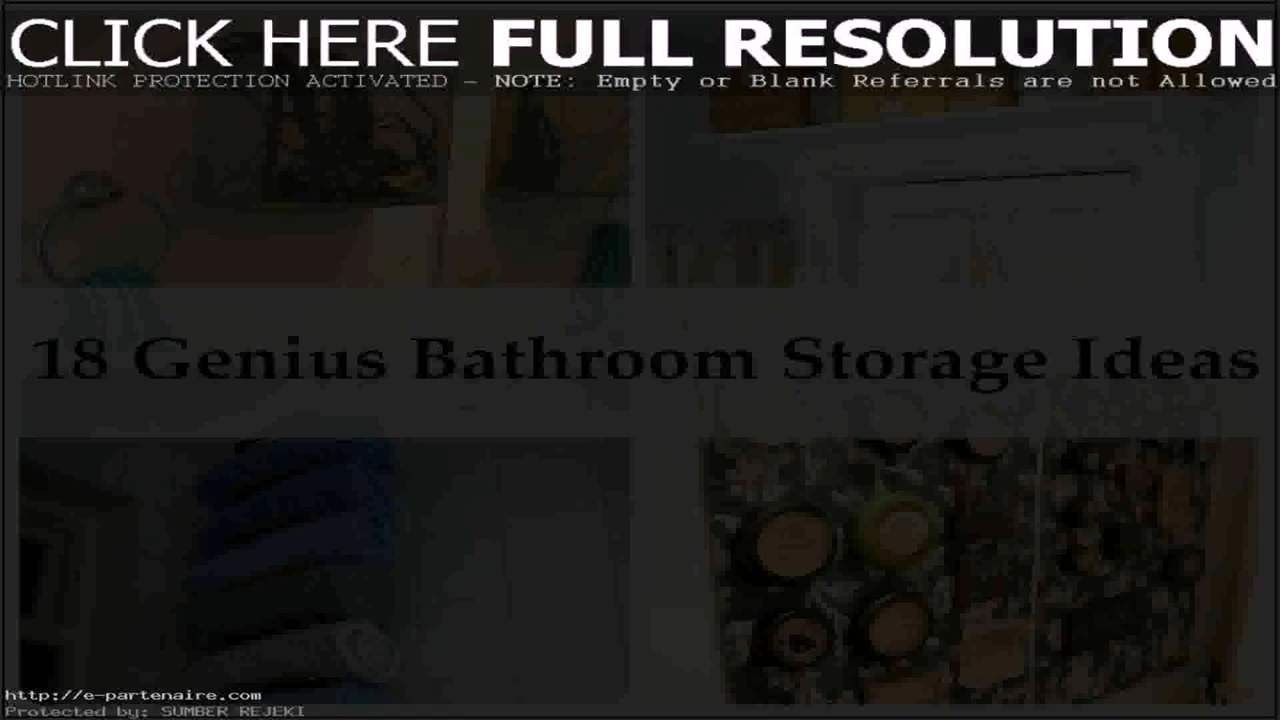 CLICK HERE FULL RESOLUTION
HOTLINK PROTECTION ACTIVATED - NOTE: Empty or Blank Referrals are not Allowed
18 Genius Bathroom Storage Ideas
http://e-partenaire.com
Protected by: SUMBER REJEKI